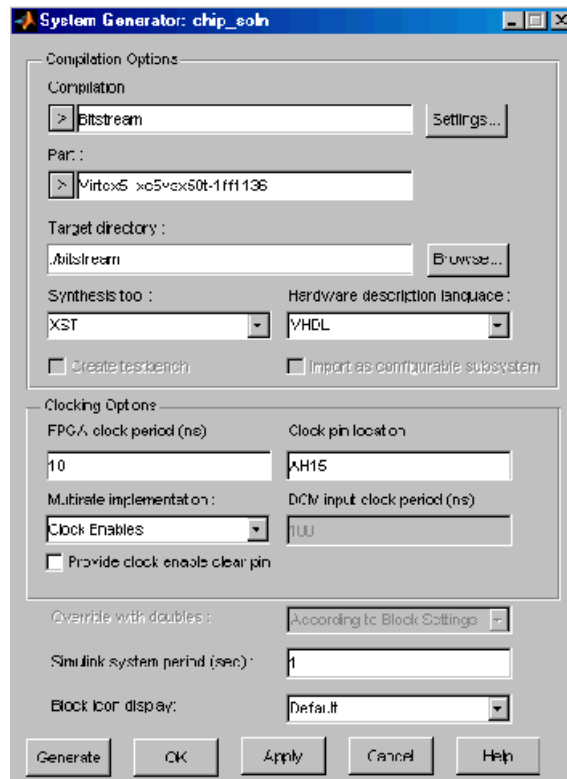 System Generator: chip_soln
Compilation Options
Compilation
> Bitstream Settings...
Part :
> Virtex5 xc5vsx50t-1ff1136
Target directory :
./bitstream Browse...
Synthesis tool : Hardware description language :
XST VHDL
Create testbench Import as configurable subsystem
Clocking Options
FPGA clock period (ns) Clock pin location
10 AH15
Multirate implementation : DCM input clock period (ns)
Clock Enables 100
Provide clock enable clear pin
Override with doubles : According to Block Settings
Simulink system period (sec) : 1
Block icon display: Default
Generate OK Apply Cancel Help